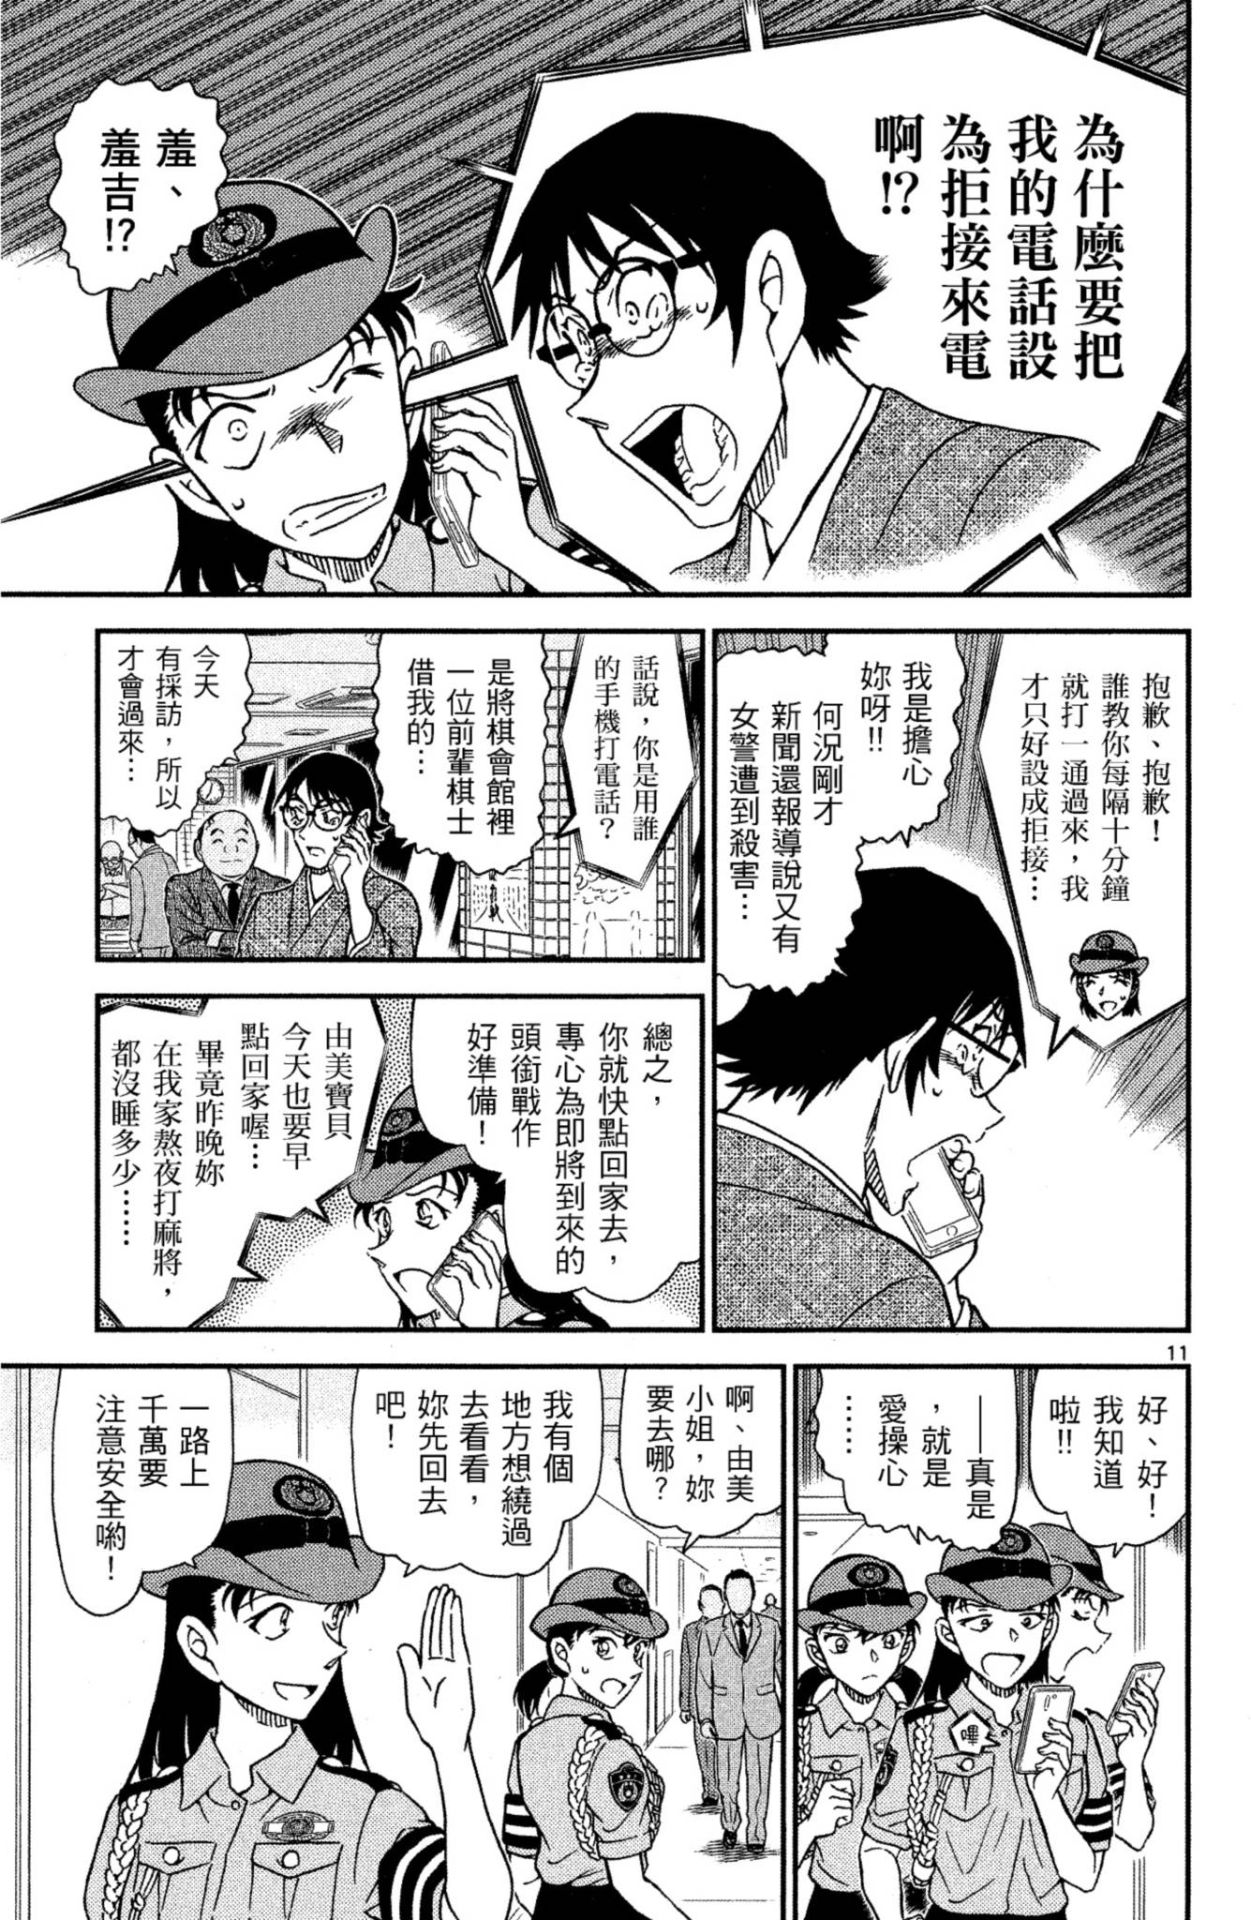 為什麼要把
我的電話設
為拒接來電
啊!?
羞、
羞吉!?
抱歉、抱歉！
誰教你每隔十分鐘
就打一通過來，我
才只好設成拒接…
我是擔心
妳呀!!
何況剛才
新聞還報導說又有
女警遭到殺害…
話說，你是用誰
的手機打電話？
是將棋會館裡
一位前輩棋士
借我的…
今天
有採訪，所以
才會過來…
總之，
你就快點回家去，
專心為即將到來的
頭銜戰作
好準備！
由美寶貝
今天也要早
點回家喔…
畢竟昨晚妳
在我家熬夜打麻將，
都沒睡多少……
11
好、好！
我知道
啦!!
——真是
，就是
愛操心
……
嗶
啊、由美
小姐，妳
要去哪？
我有個
地方想繞過
去看看，
妳先回去
吧！
一路上
千萬要
注意安全喲！